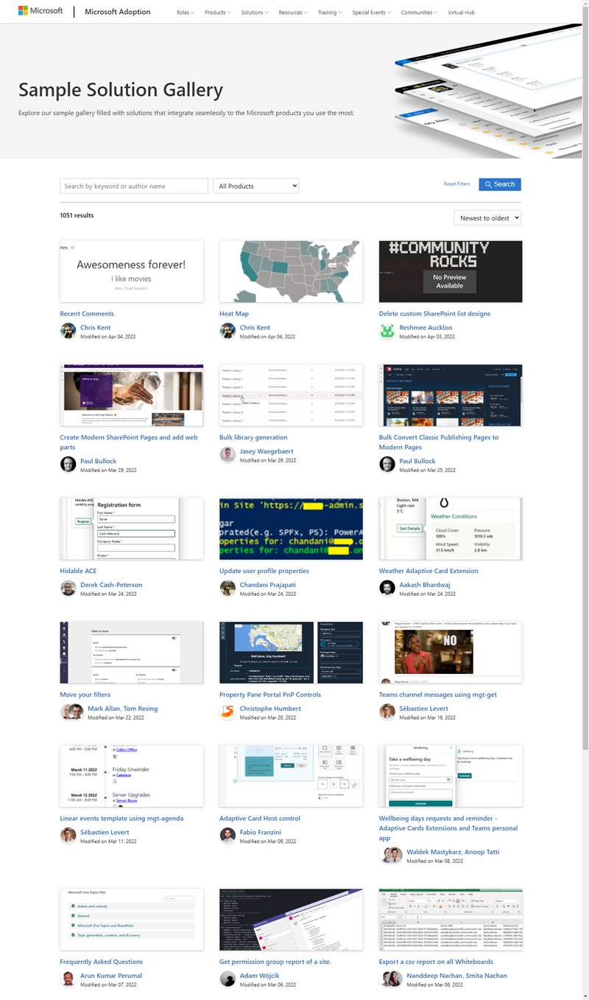 Microsoft
Microsoft Adoption
Roles
Products
Solutions
Resources
Training
Special Events
Communities
Virtual Hub
Sample Solution Gallery
Explore our sample gallery filled with solutions that integrate seamlessly to the Microsoft products you use the most.
My files
Search by keyword or author name
All Products
Reset Filters
Search
1051 results
Newest to oldest
Awesomeness forever!
I like movies
Very Cool Session
#COMMUNITY
ROCKS
No Preview
Available
Recent Comments
Chris Kent
Modified on Apr 04, 2022
Heat Map
Chris Kent
Modified on Apr 04, 2022
Delete custom SharePoint list designs
Reshmee Auckloo
Modified on Apr 03, 2022
Create Modern SharePoint Pages and add web
parts
Paul Bullock
Modified on Mar 29, 2022
Bulk library generation
Jasey Waegebaert
Modified on Mar 29, 2022
Bulk Convert Classic Publishing Pages to
Modern Pages
Paul Bullock
Modified on Mar 25, 2022
Hidable ACE
Register
Registration form
First Name *
Derek
Last Name *
Cash-Peterson
Company Name *
Phone *
in Site 'https://
-admin.s
gar
prated(e.g. SPFx, PS): PowerA
operties for: chandani@
.on
perties for: chandani@
.on
Boston, MA
Light rain
5°C
Get Details
Weather Conditions
Cloud Cover:
100%
Pressure:
1019.3 mb
Wind Speed:
31.5 km/h
Visibility:
2.8 km
Hidable ACE
Derek Cash-Peterson
Modified on Mar 24, 2022
Update user profile properties
Chandani Prajapati
Modified on Mar 24, 2022
Weather Adaptive Card Extension
Aakash Bhardwaj
Modified on Mar 24, 2022
Filters to move
Well done, Inky Humbart!
NO
Move your filters
Mark Allan, Tom Resing
Modified on Mar 22, 2022
Property Pane Portal PnP Controls
Christophe Humbert
Modified on Mar 20, 2022
Teams channel messages using mgt-get
Sébastien Levert
Modified on Mar 16, 2022
4:00 PM - 5:00 PM
at Lidia's Office
March 11 2022
7:00 PM - 8:00 PM
Friday Unwinder
at Cafeteria
March 12 2022
11:00 AM - 8:00 PM
Server Upgrades
at Server Room
Wellbeing
Take a wellbeing day
Choose your wellbeing day:
Additional comments (optional)
Schedule
Schedule
Linear events template using mgt-agenda
Sébastien Levert
Modified on Mar 11, 2022
Adaptive Card Host control
Fabio Franzini
Modified on Mar 09, 2022
Wellbeing days requests and reminder -
Adaptive Cards Extensions and Teams personal
app
Waldek Mastykarz, Anoop Tatti
Modified on Mar 08, 2022
Microsoft Viva Topics FAQ
Admin and controls
General
Microsoft Viva Topics and SharePoint
Topic generation, curation, and discovery
Frequently Asked Questions
Arun Kumar Perumal
Modified on Mar 07, 2022
Get permission group report of a site.
Adam Wójcik
Modified on Mar 06, 2022
Export a csv report on all Whiteboards
Nanddeep Nachan, Smita Nachan
Modified on Mar 06, 2022